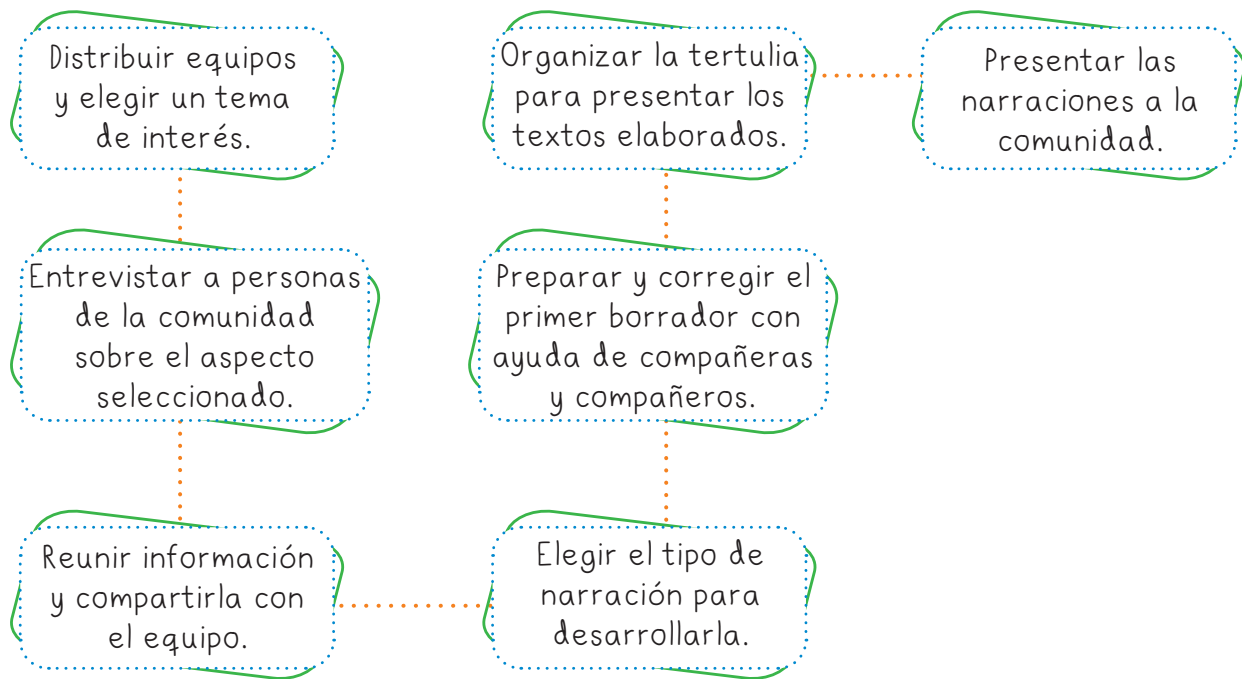 Distribuir equipos
y elegir un tema
de interés.
Entrevistar a personas
de la comunidad
sobre el aspecto
seleccionado.
Reunir información
y compartirla con
el equipo.
Elegir el tipo de
narración para
desarrollarla.
Preparar y corregir el
primer borrador con
ayuda de compañeras
y compañeros.
Organizar la tertulia
para presentar los
textos elaborados.
Presentar las
narraciones a la
comunidad.